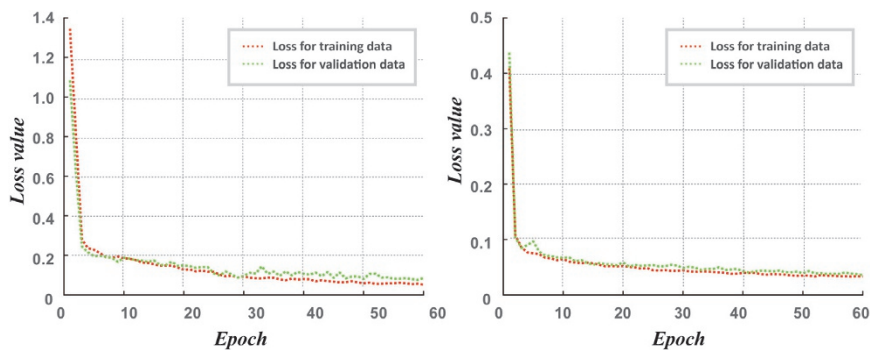 1.4
1.2
1.0
0.8
0.6
0.4
0.2
0
Loss value
Loss for training data
Loss for validation data
0 10 20 30 40 50 60
Epoch
0.5
0.4
0.3
0.2
0.1
0
Loss value
Loss for training data
Loss for validation data
0 10 20 30 40 50 60
Epoch